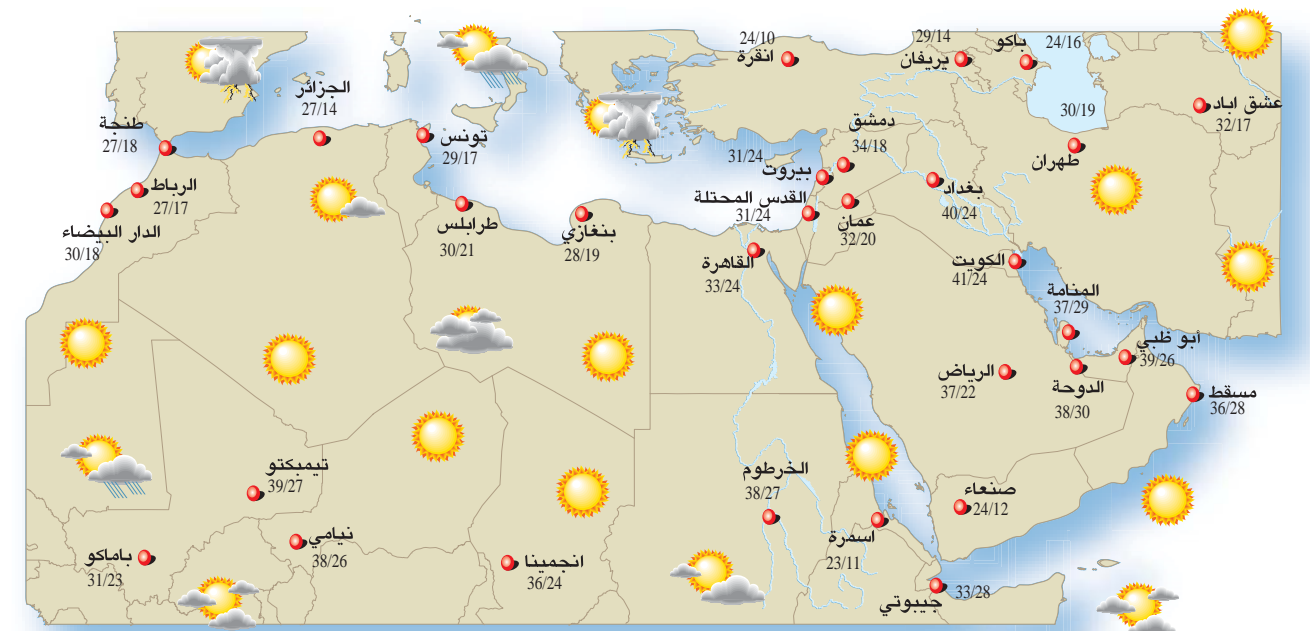 24/10
انقرة
29/14
يريفان
باكو
24/16
عشق اباد
32/17
30/19
طهران
الجزائر
27/14
طنجة
27/18
تونس
29/17
دمشق
34/18
31/24
بيروت
بغداد
40/24
الرباط
27/17
القدس المحتلة
31/24
عمان
32/20
الدار البيضاء
30/18
طرابلس
30/21
بنغازي
28/19
القاهرة
33/24
الكويت
41/24
المنامة
37/29
أبو ظبي
39/26
الرياض
37/22
الدوحة
38/30
مسقط
36/28
تيمبكتو
39/27
الخرطوم
38/27
صنعاء
24/12
اسمرة
23/11
نيامي
38/26
باماكو
31/23
انجمينا
36/24
جيبوتي
33/28